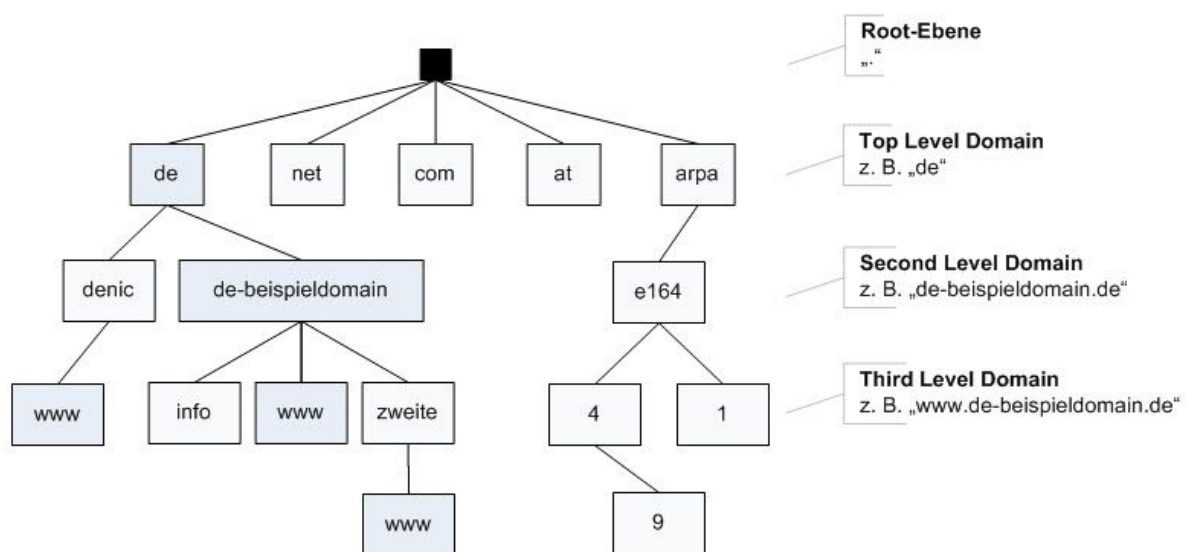 Root-Ebene
„.“
de
net
com
at
arpa
Top Level Domain
z. B. „de“
denic
de-beispieldomain
e164
Second Level Domain
z. B. „de-beispieldomain.de“
www
info
www
zweite
4
1
Third Level Domain
z. B. „www.de-beispieldomain.de“
www
9